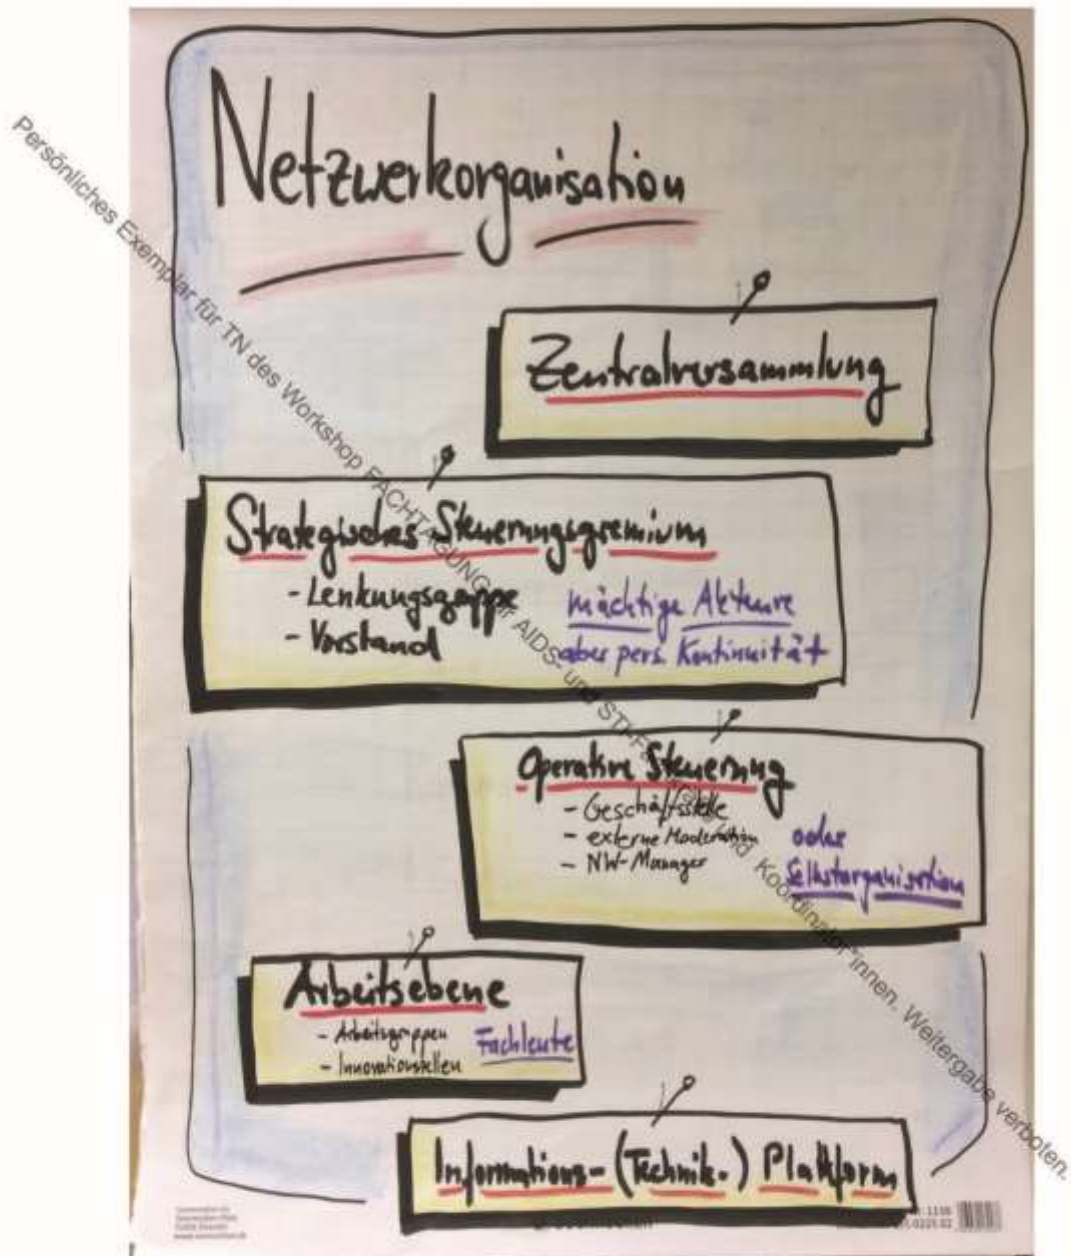 Netzwerkorganisation
Zentralversammlung
Strategisches Steuerungsgremium
- Lenkungsgruppe
- Vorstand
mächtige Akteure
aber pers. Kontinuität
Operative Steuerung
- Geschäftsstelle
- externe Moderation
- NW-Manager
oder
Selbstorganisation
Arbeitsebene
- Arbeitsgruppen
- Innovationszellen
Fachleute
Informations- (Technik-) Plattform
Persönliches Exemplar für TN des Workshop FACHTAGUNG für AIDS- und STI- und Koordinator*innen. Weitergabe verboten.